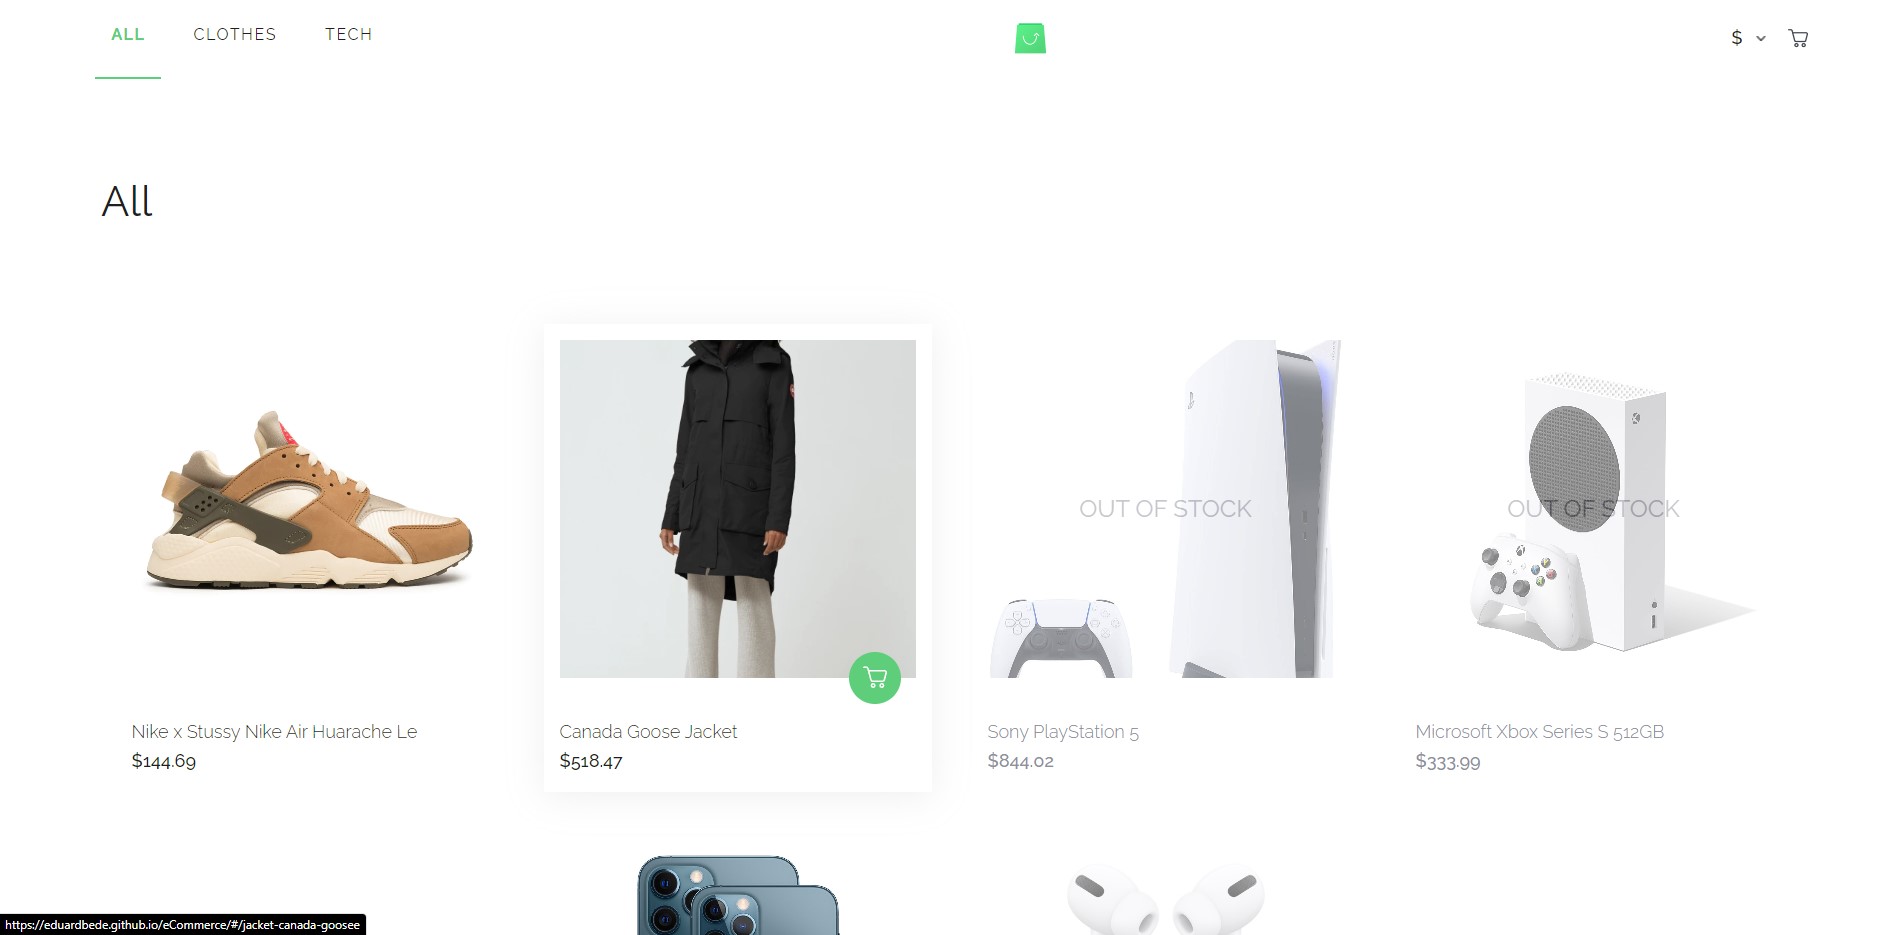 ALL CLOTHES TECH $
All
OUT OF STOCK OUT OF STOCK
Nike x Stussy Nike Air Huarache Le
$144.69
Canada Goose Jacket
$518.47
Sony PlayStation 5
$844.02
Microsoft Xbox Series S 512GB
$333.99
https://eduardbede.github.io/eCommerce/#/jacket-canada-goosee